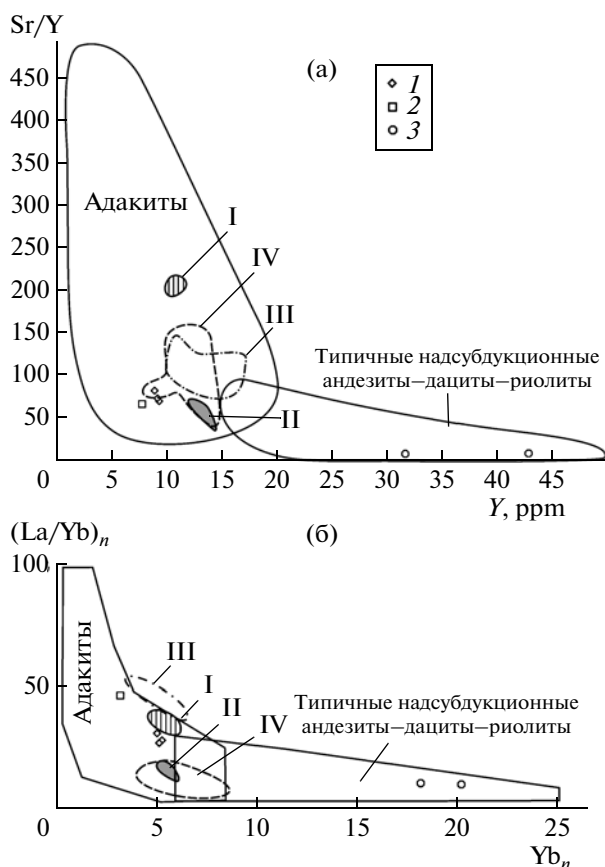 Sr/Y
(а)
450
400
350
300
250
200
150
100
50
0
1
2
3
Адакиты
I
IV
III
II
Типичные надсубдукционные
андезиты–дациты–риолиты
5 10 15 20 25 30 35 40 45
Y, ppm
(La/Yb)n
(б)
100
50
0
Адакиты
III
I
II
IV
Типичные надсубдукционные
андезиты–дациты–риолиты
5 10 15 20 25
Ybn